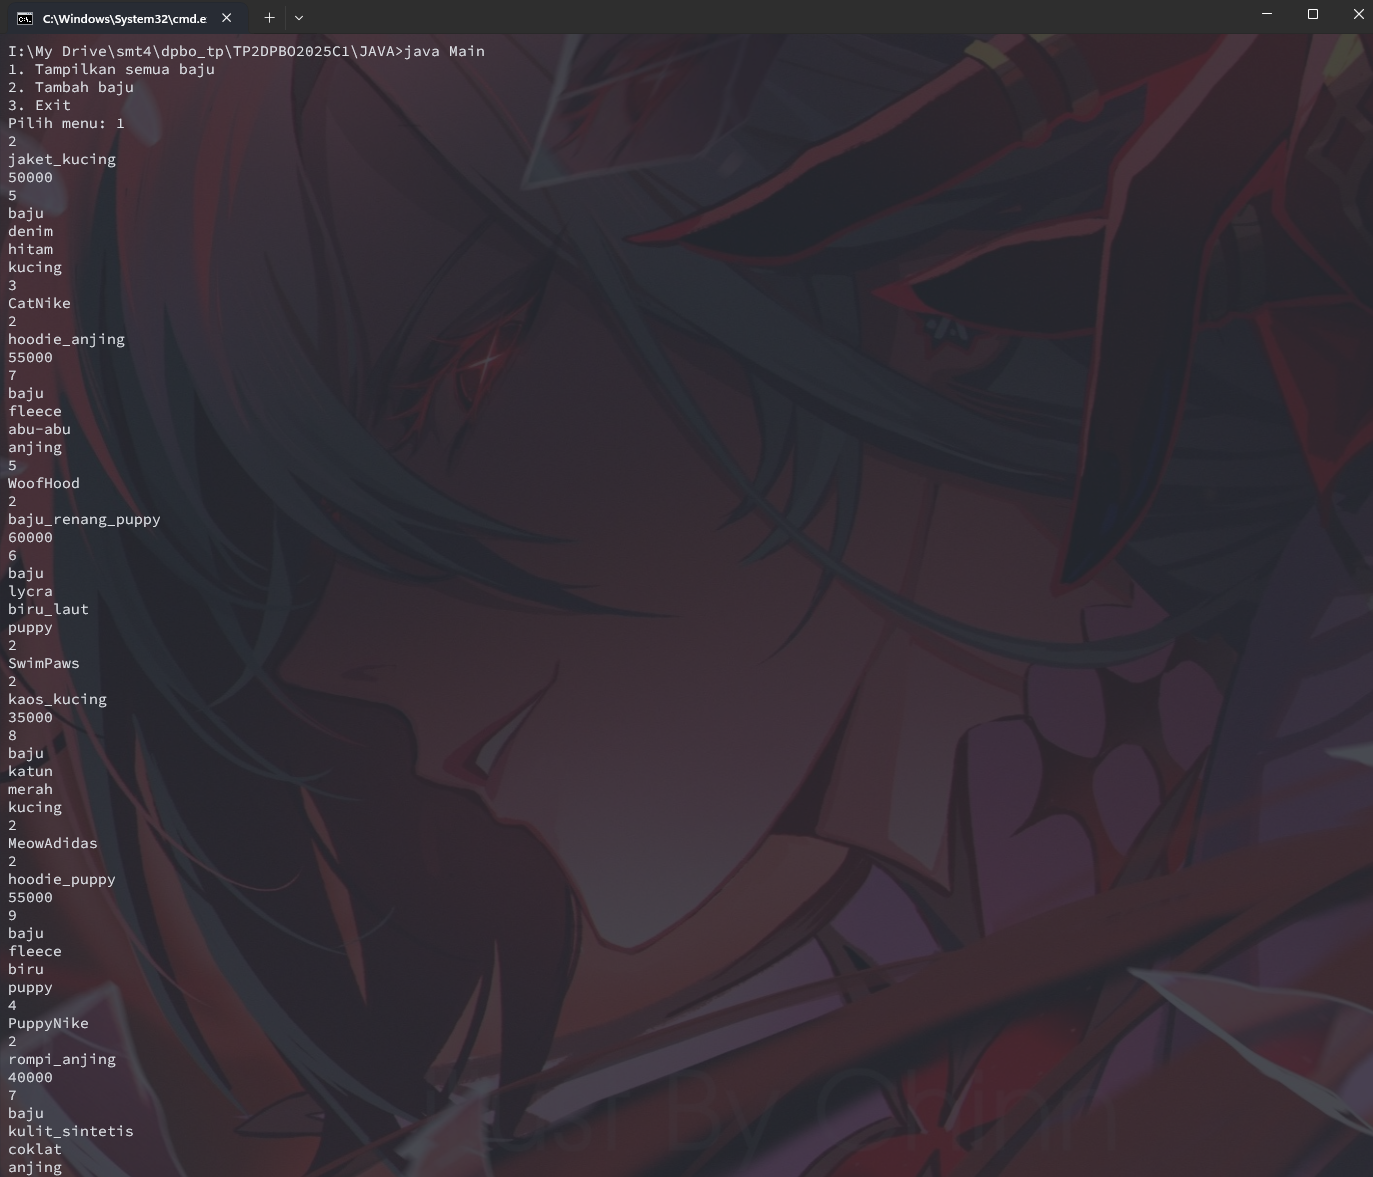 C:\Windows\System32\cmd.e
I:\My Drive\smt4\dpbo_tp\TP2DPBO2025C1\JAVA>java Main
1. Tampilkan semua baju
2. Tambah baju
3. Exit
Pilih menu: 1
2
jaket_kucing
50000
5
baju
denim
hitam
kucing
3
CatNike
2
hoodie_anjing
55000
7
baju
fleece
abu-abu
anjing
5
WoofHood
2
baju_renang_puppy
60000
6
baju
lycra
biru_laut
puppy
2
SwimPaws
2
kaos_kucing
35000
8
baju
katun
merah
kucing
2
MeowAdidas
2
hoodie_puppy
55000
9
baju
fleece
biru
puppy
4
PuppyNike
2
rompi_anjing
40000
7
baju
kulit_sintetis
coklat
anjing